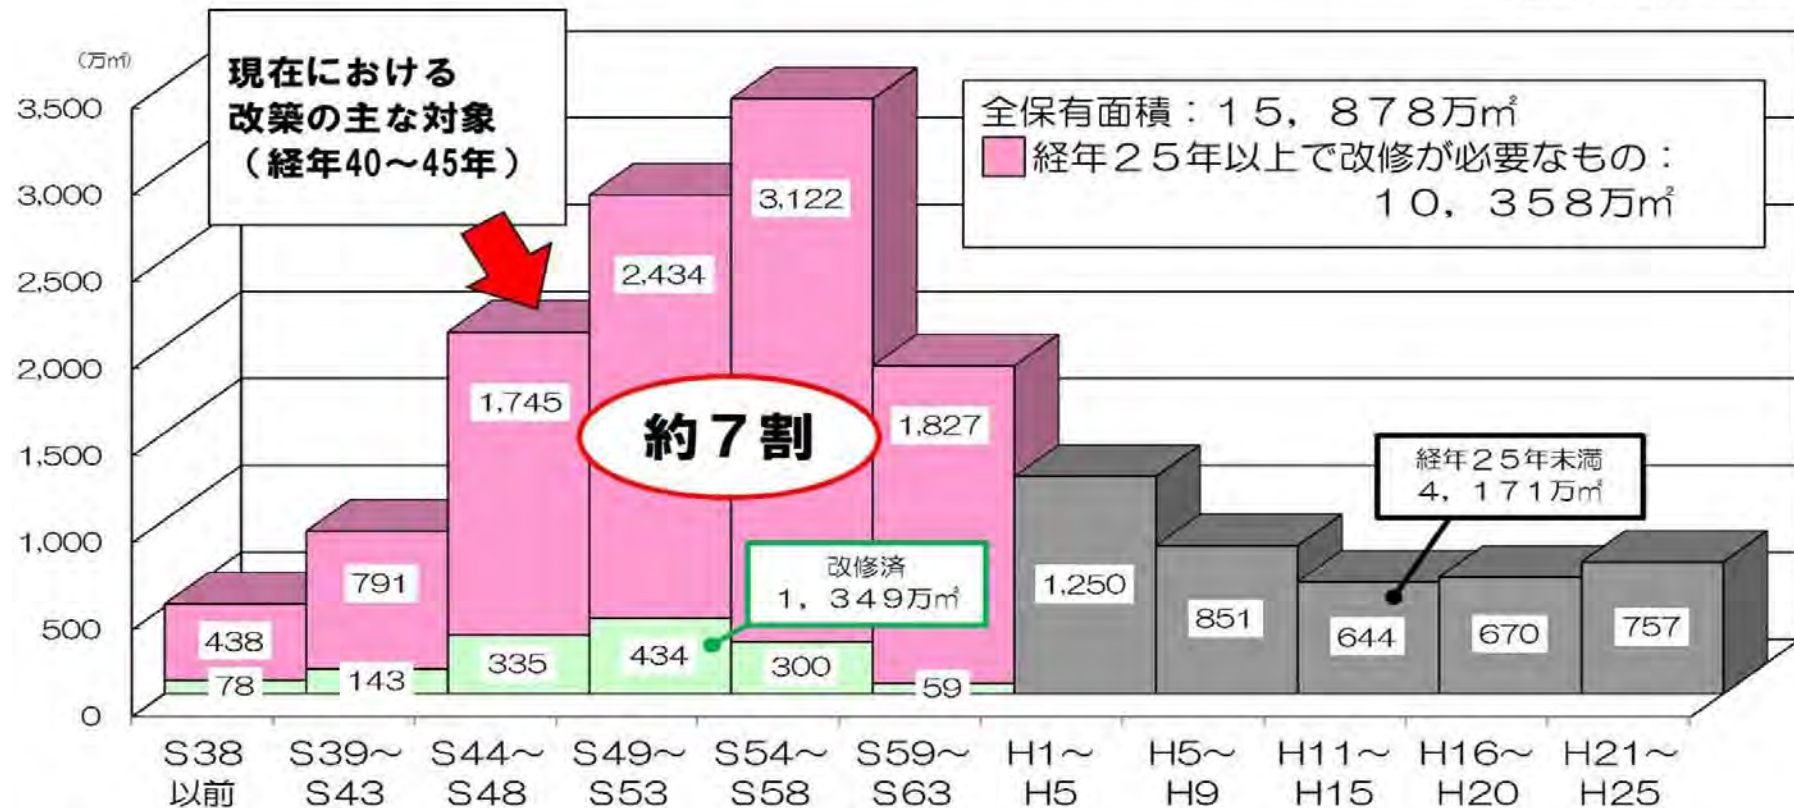 （万㎡）
3,500
3,000
2,500
2,000
1,500
1,000
500
0
現在における
改築の主な対象
（経年40～45年）
全保有面積：１５，８７８万㎡
経年２５年以上で改修が必要なもの：
１０，３５８万㎡
約７割
改修済
１，３４９万㎡
経年２５年未満
４，１７１万㎡
438
78
791
143
1,745
335
2,434
434
3,122
300
1,827
59
1,250
851
644
670
757
S38
以前
S39～
S43
S44～
S48
S49～
S53
S54～
S58
S59～
S63
H1～
H5
H5～
H9
H11～
H15
H16～
H20
H21～
H25